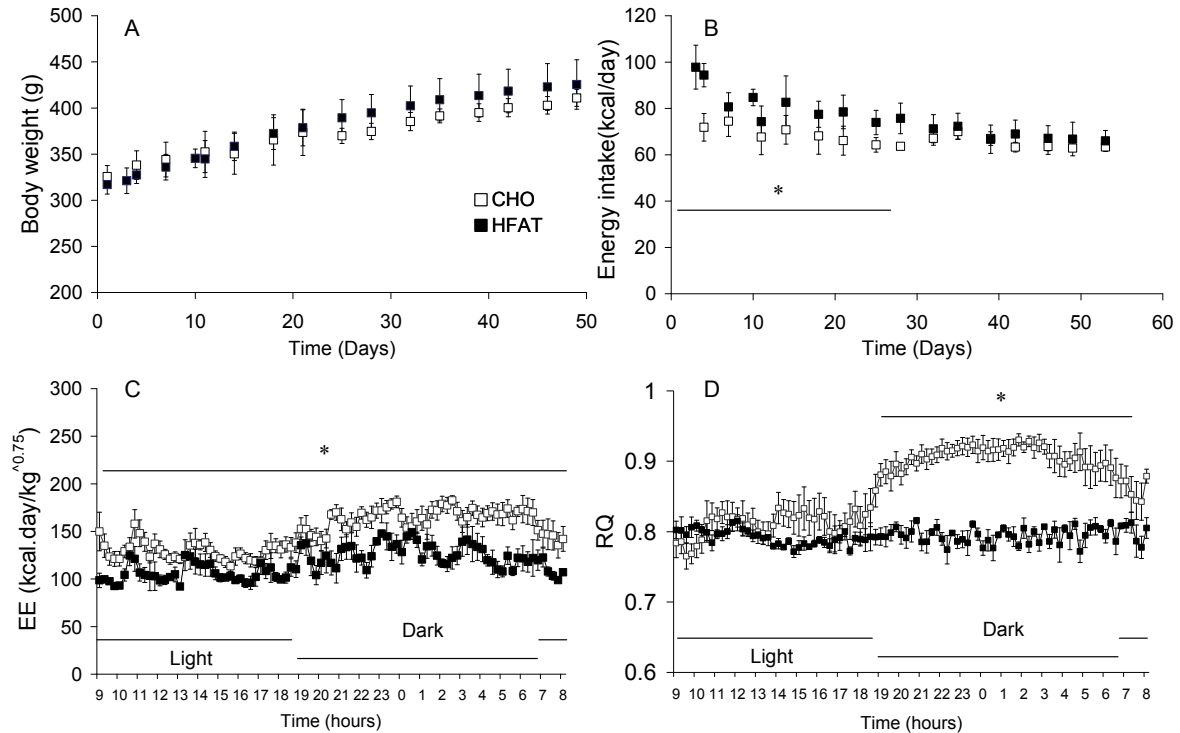 A
Body weight (g)
500
450
400
350
300
250
200
CHO
HFAT
0 10 20 30 40 50
Time (Days)
B
Energy intake(kcal/day)
120
100
80
60
40
20
0
*
0 10 20 30 40 50 60
Time (Days)
C
EE (kcal.day/kg^0.75)
300
250
200
150
100
50
0
*
Dark
Light
9 10 11 12 13 14 15 16 17 18 19 20 21 22 23 0 1 2 3 4 5 6 7 8
Time (hours)
D
RQ
1
0.9
0.8
0.7
0.6
*
Dark
Light
9 10 11 12 13 14 15 16 17 18 19 20 21 22 23 0 1 2 3 4 5 6 7 8
Time (hours)